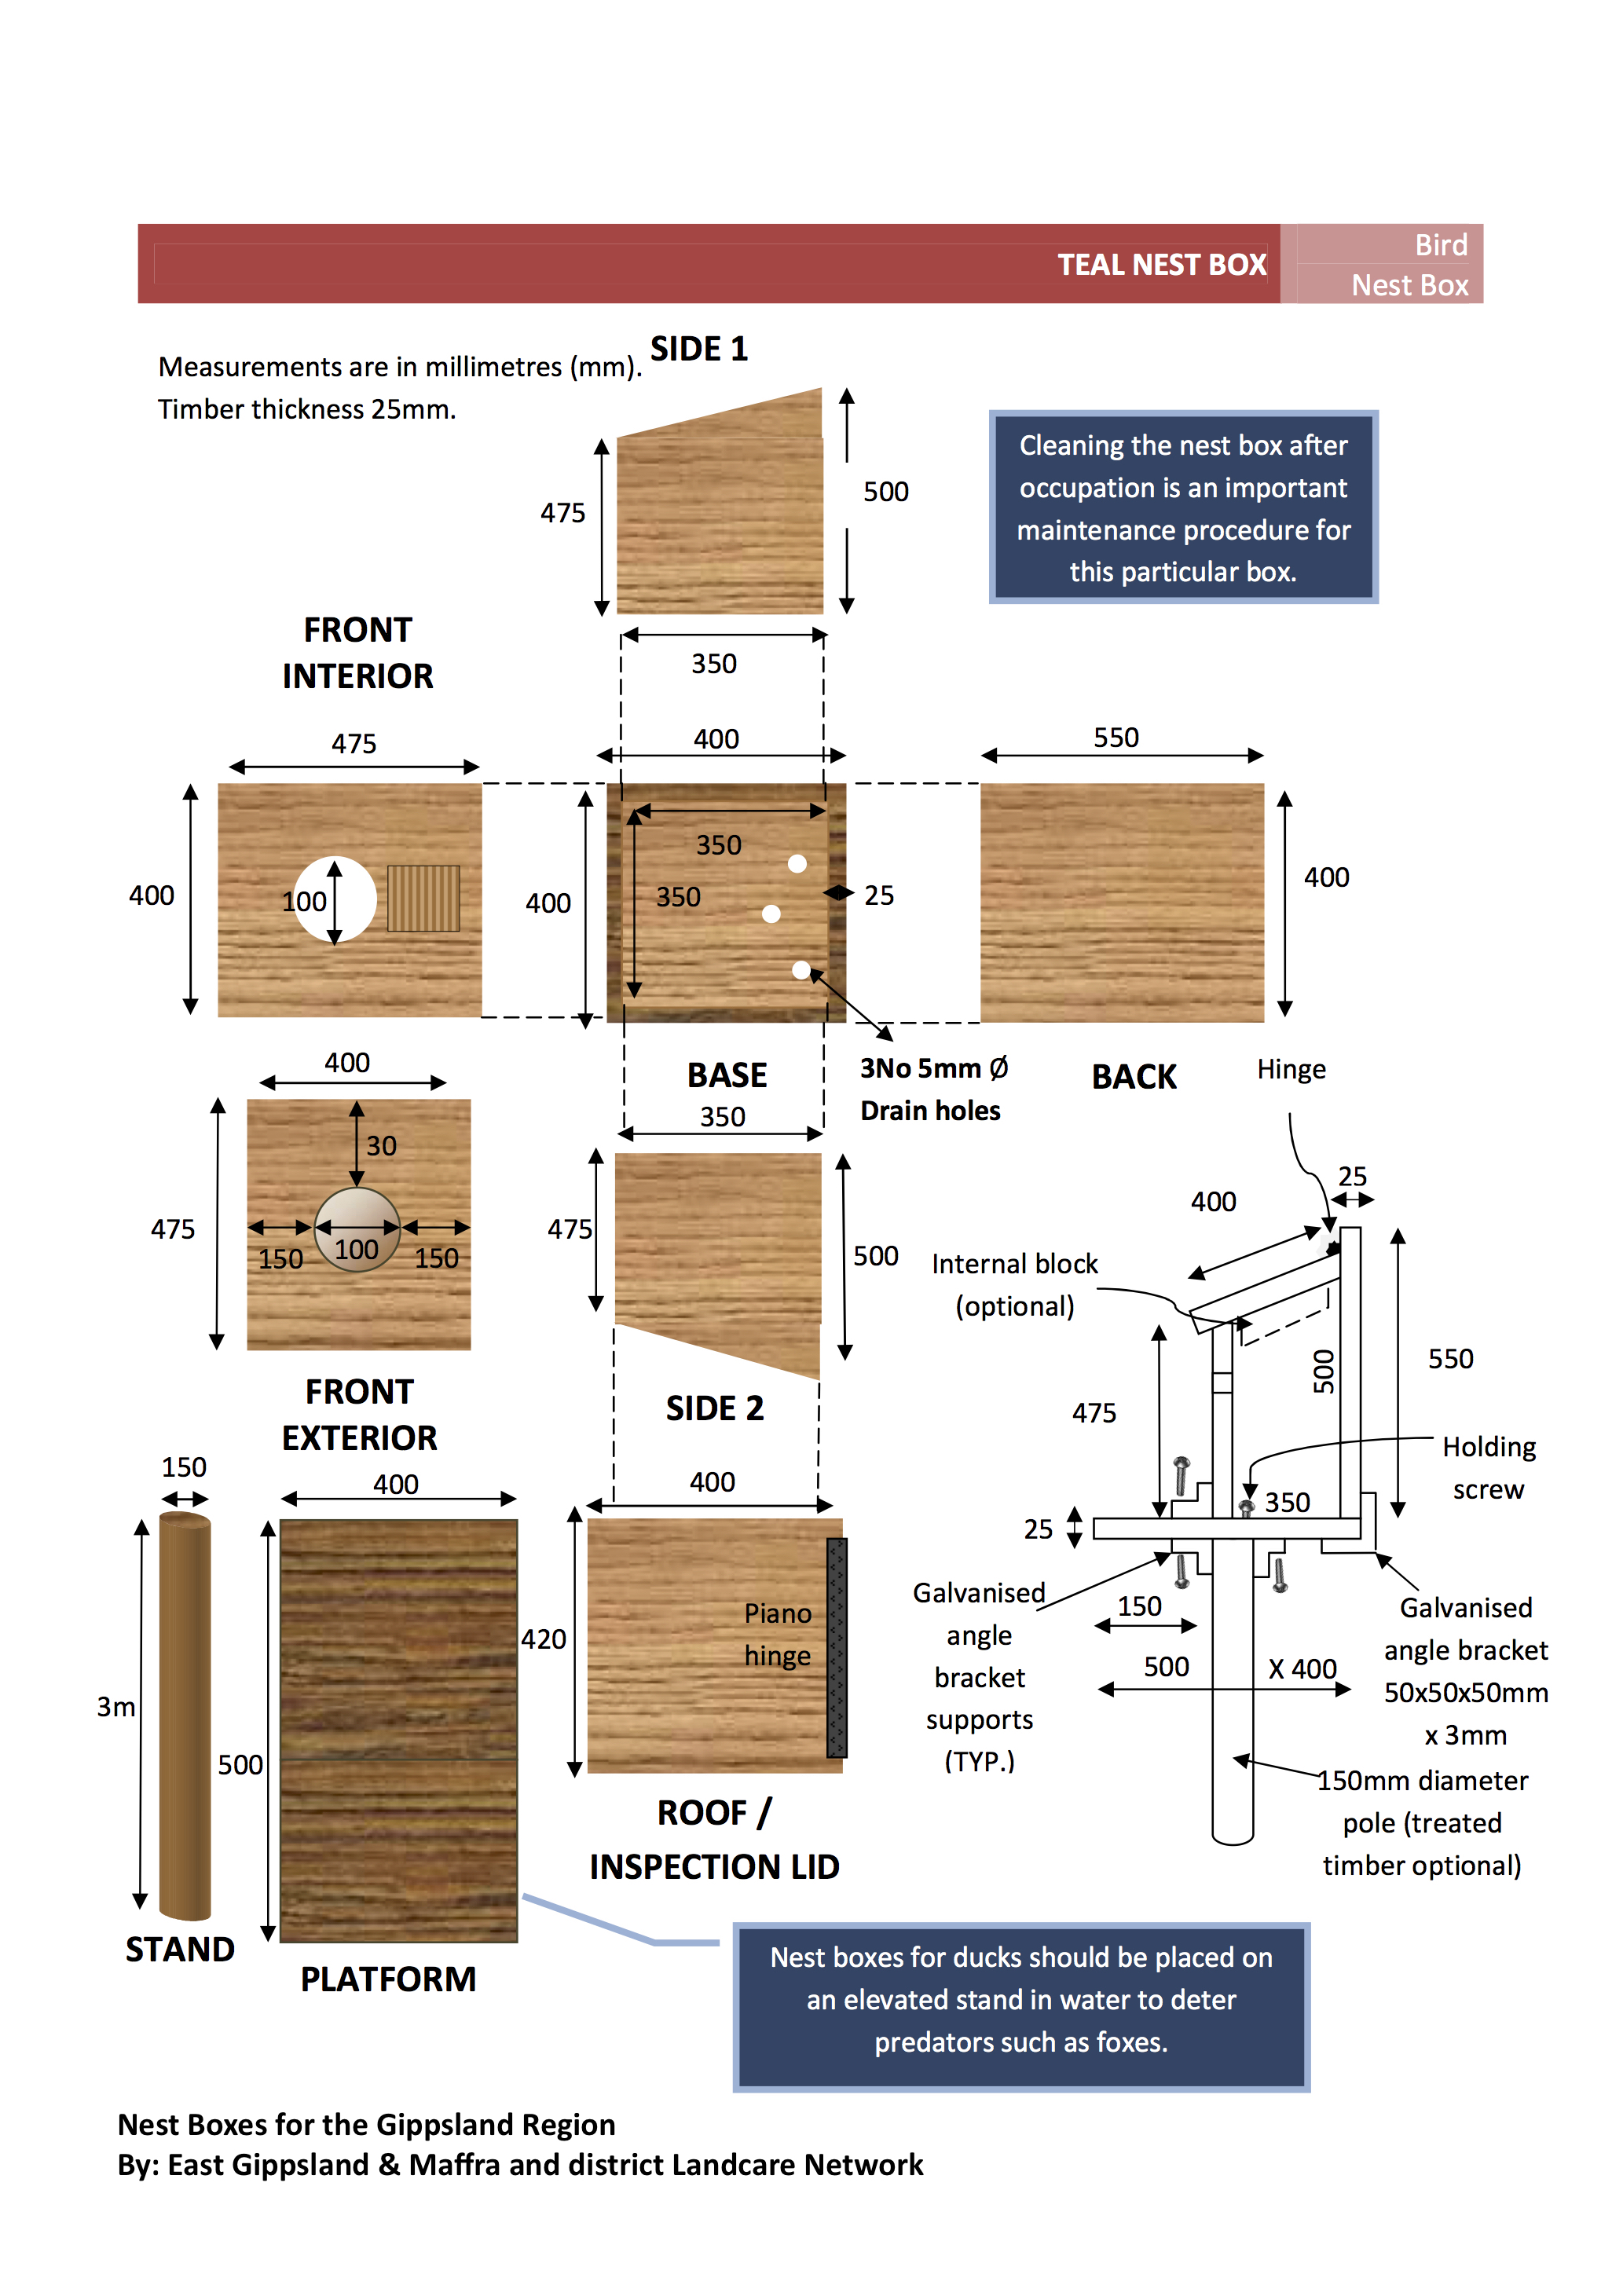 TEAL NEST BOX
Bird
Nest Box
Measurements are in millimetres (mm).
Timber thickness 25mm.
SIDE 1
475
500
350
Cleaning the nest box after
occupation is an important
maintenance procedure for
this particular box.
FRONT
INTERIOR
475
400
100
400
400
350
350
25
550
400
BASE
3No 5mm Ø
Drain holes
BACK
400
475
30
150
100
150
FRONT
EXTERIOR
350
475
500
SIDE 2
Hinge
25
400
Internal block
(optional)
500
550
475
Holding
screw
350
25
Galvanised
angle
bracket
supports
(TYP.)
150
500
X 400
Galvanised
angle bracket
50x50x50mm
x 3mm
150mm diameter
pole (treated
timber optional)
150
3m
STAND
400
500
PLATFORM
400
420
Piano
hinge
ROOF /
INSPECTION LID
Nest boxes for ducks should be placed on
an elevated stand in water to deter
predators such as foxes.
Nest Boxes for the Gippsland Region
By: East Gippsland & Maffra and district Landcare Network